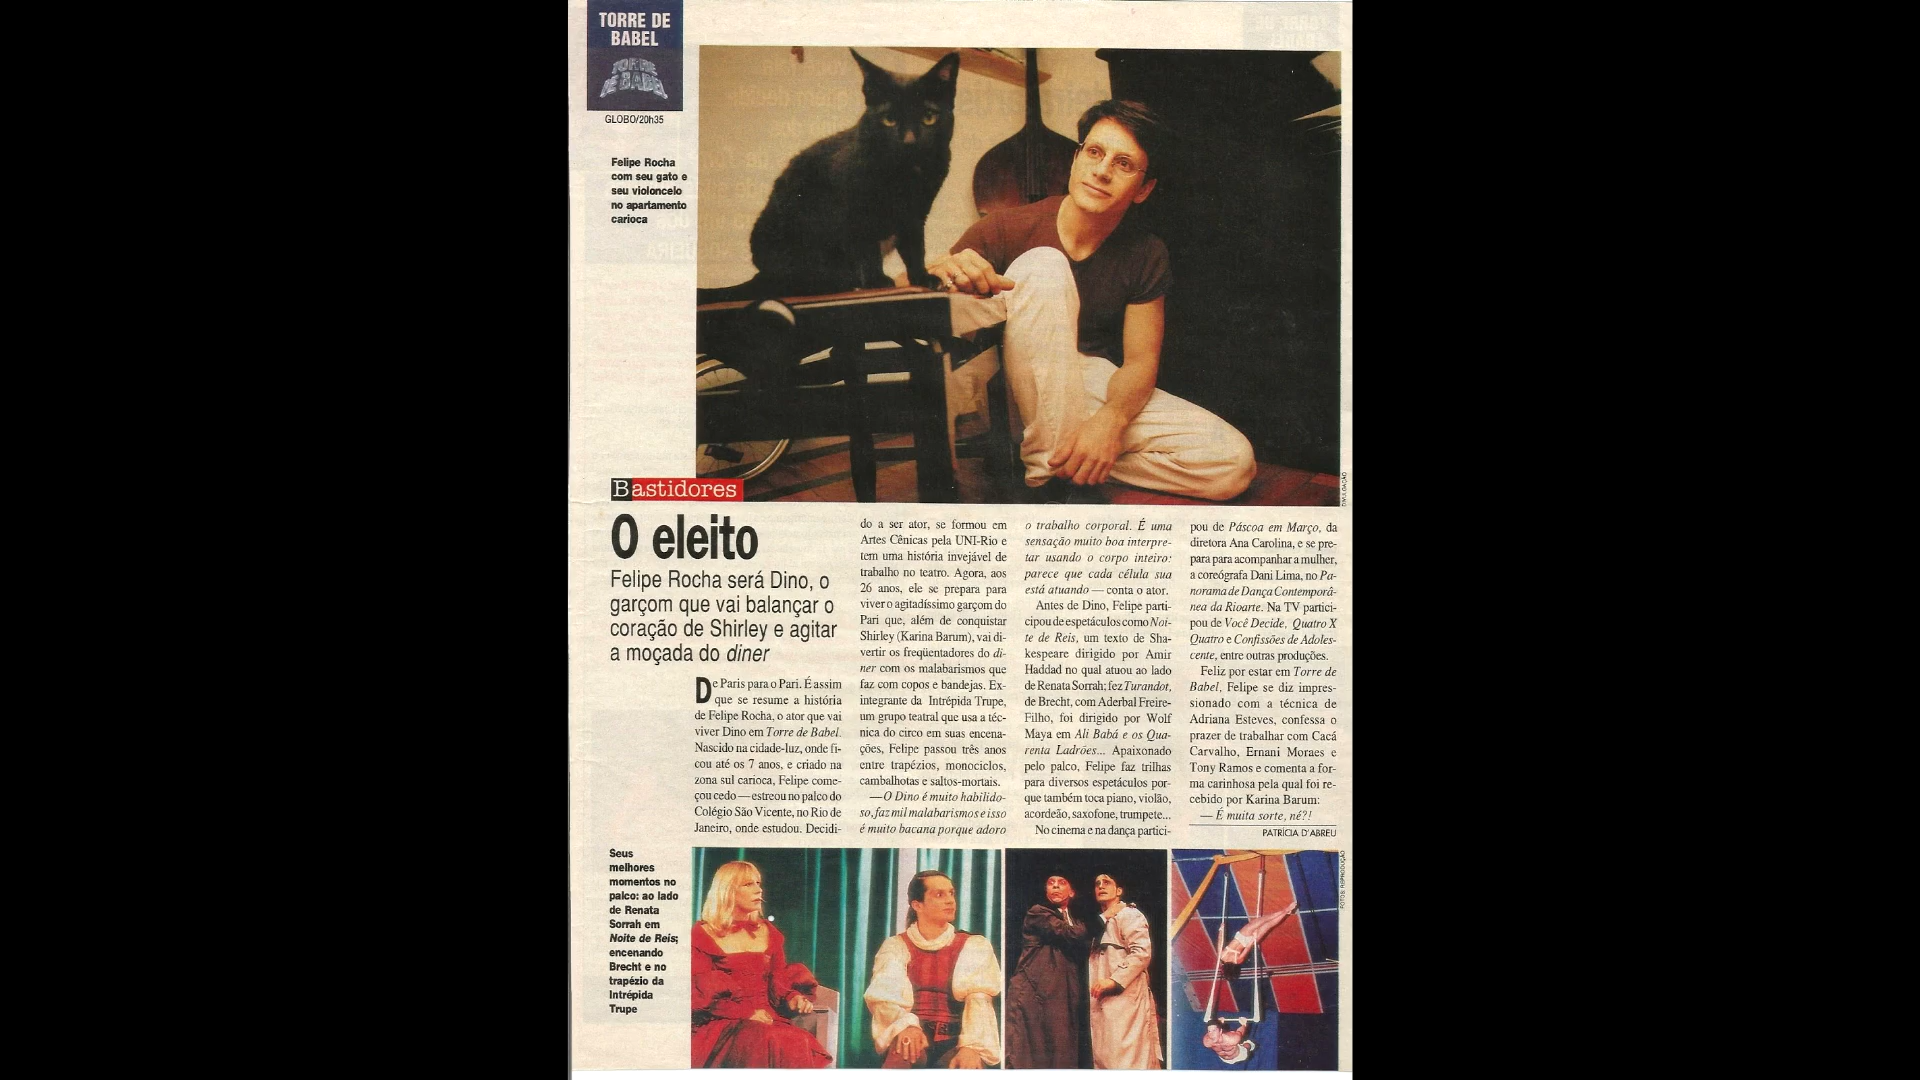 TORRE DE
BABEL
TORRE
DE BABEL
GLOBO/20h35
Felipe Rocha
com seu gato e
seu violoncelo
no apartamento
carioca
DIVULGAÇÃO
Bastidores
O eleito
Felipe Rocha será Dino, o
garçom que vai balançar o
coração de Shirley e agitar
a moçada do diner
De Paris para o Pari. É assim
que se resume a história
de Felipe Rocha, o ator que vai
viver Dino em Torre de Babel.
Nascido na cidade-luz, onde fi-
cou até os 7 anos, e criado na
zona sul carioca, Felipe come-
çou cedo — estreou no palco do
Colégio São Vicente, no Rio de
Janeiro, onde estudou. Decidi-
do a ser ator, se formou em
Artes Cênicas pela UNI-Rio e
tem uma história invejável de
trabalho no teatro. Agora, aos
26 anos, ele se prepara para
viver o agitadíssimo garçom do
Pari que, além de conquistar
Shirley (Karina Barum), vai di-
vertir os freqüentadores do di-
ner com os malabarismos que
faz com copos e bandejas. Ex-
integrante da Intrépida Trupe,
um grupo teatral que usa a téc-
nica do circo em suas encena-
ções, Felipe passou três anos
entre trapézios, monociclos,
cambalhotas e saltos-mortais.
— O Dino é muito habilido-
so, faz mil malabarismos e isso
é muito bacana porque adoro
o trabalho corporal. É uma
sensação muito boa interpre-
tar usando o corpo inteiro:
parece que cada célula sua
está atuando — conta o ator.
Antes de Dino, Felipe parti-
cipou de espetáculos como Noi-
te de Reis, um texto de Sha-
kespeare dirigido por Amir
Haddad no qual atuou ao lado
de Renata Sorrah; fez Turandot,
de Brecht, com Aderbal Freire-
Filho, foi dirigido por Wolf
Maya em Ali Babá e os Qua-
renta Ladrões... Apaixonado
pelo palco, Felipe faz trilhas
para diversos espetáculos por-
que também toca piano, violão,
acordeão, saxofone, trumpete...
No cinema e na dança partici-
pou de Páscoa em Março, da
diretora Ana Carolina, e se pre-
para para acompanhar a mulher,
a coreógrafa Dani Lima, no Pa-
norama de Dança Contemporâ-
nea da Rioarte. Na TV partici-
pou de Você Decide, Quatro X
Quatro e Confissões de Adoles-
cente, entre outras produções.
Feliz por estar em Torre de
Babel, Felipe se diz impres-
sionado com a técnica de
Adriana Esteves, confessa o
prazer de trabalhar com Cacá
Carvalho, Ernani Moraes e
Tony Ramos e comenta a for-
ma carinhosa pela qual foi re-
cebido por Karina Barum:
— É muita sorte, né?!
PATRÍCIA D'ABREU
Seus
melhores
momentos no
palco: ao lado
de Renata
Sorrah em
Noite de Reis;
encenando
Brecht e no
trapézio da
Intrépida
Trupe
FOTOS: REPRODUÇÃO